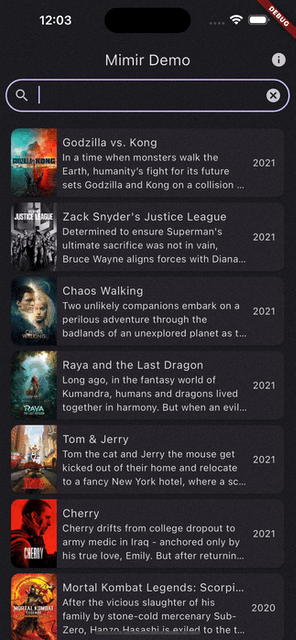 12:03
DEBUG
Mimir Demo
Godzilla vs. Kong
In a time when monsters walk the
Earth, humanity's fight for its future
sets Godzilla and Kong on a collision ...
2021
Zack Snyder's Justice League
Determined to ensure Superman's
ultimate sacrifice was not in vain,
Bruce Wayne aligns forces with Diana...
2021
Chaos Walking
Two unlikely companions embark on a
perilous adventure through the
badlands of an unexplored planet as t...
2021
Raya and the Last Dragon
Long ago, in the fantasy world of
Kumandra, humans and dragons lived
together in harmony. But when an evil...
2021
Tom & Jerry
Tom the cat and Jerry the mouse get
kicked out of their home and relocate
to a fancy New York hotel, where a sc...
2021
CHERRY
Cherry
Cherry drifts from college dropout to
army medic in Iraq - anchored only by
his true love, Emily. But after returnin...
2021
Mortal Kombat Legends: Scorpi...
After the vicious slaughter of his
family by stone-cold mercenary Sub-
Zero, Hanzo Hasashi is exiled to the t...
2020